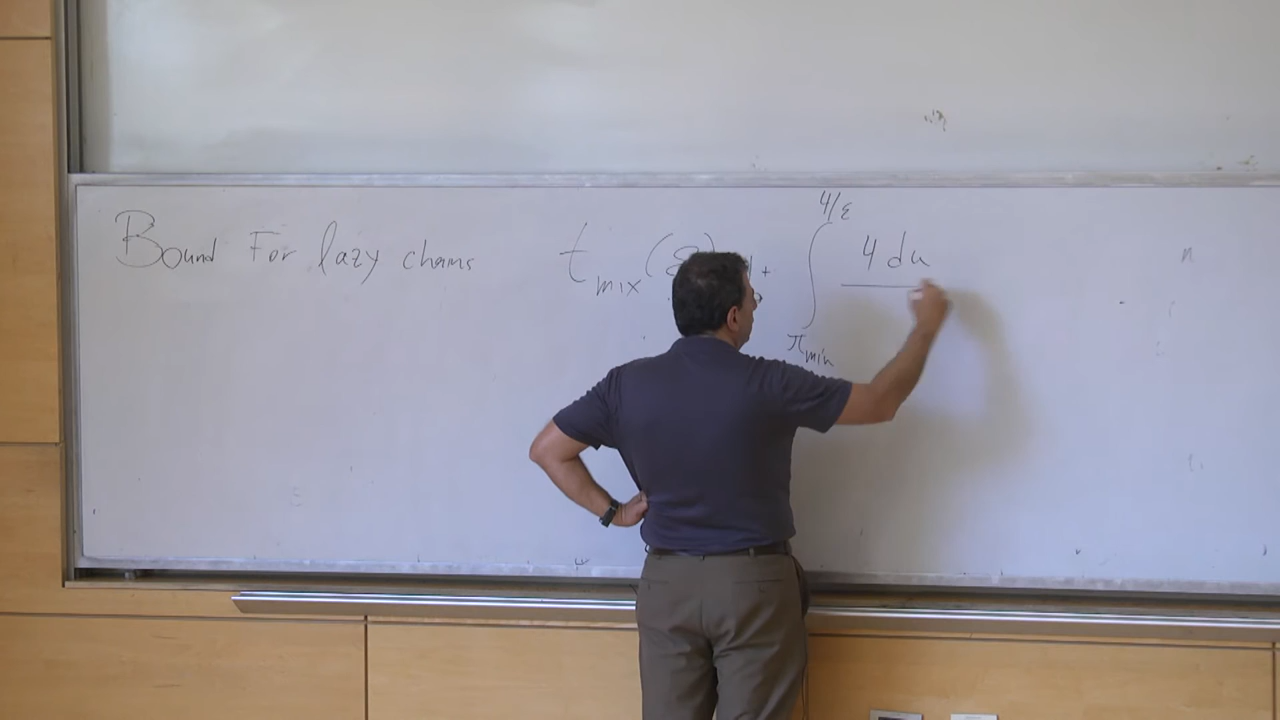 Bound For lazy chains t_mix (ε) + ∫_{π_min}^{4/ε} 4 du